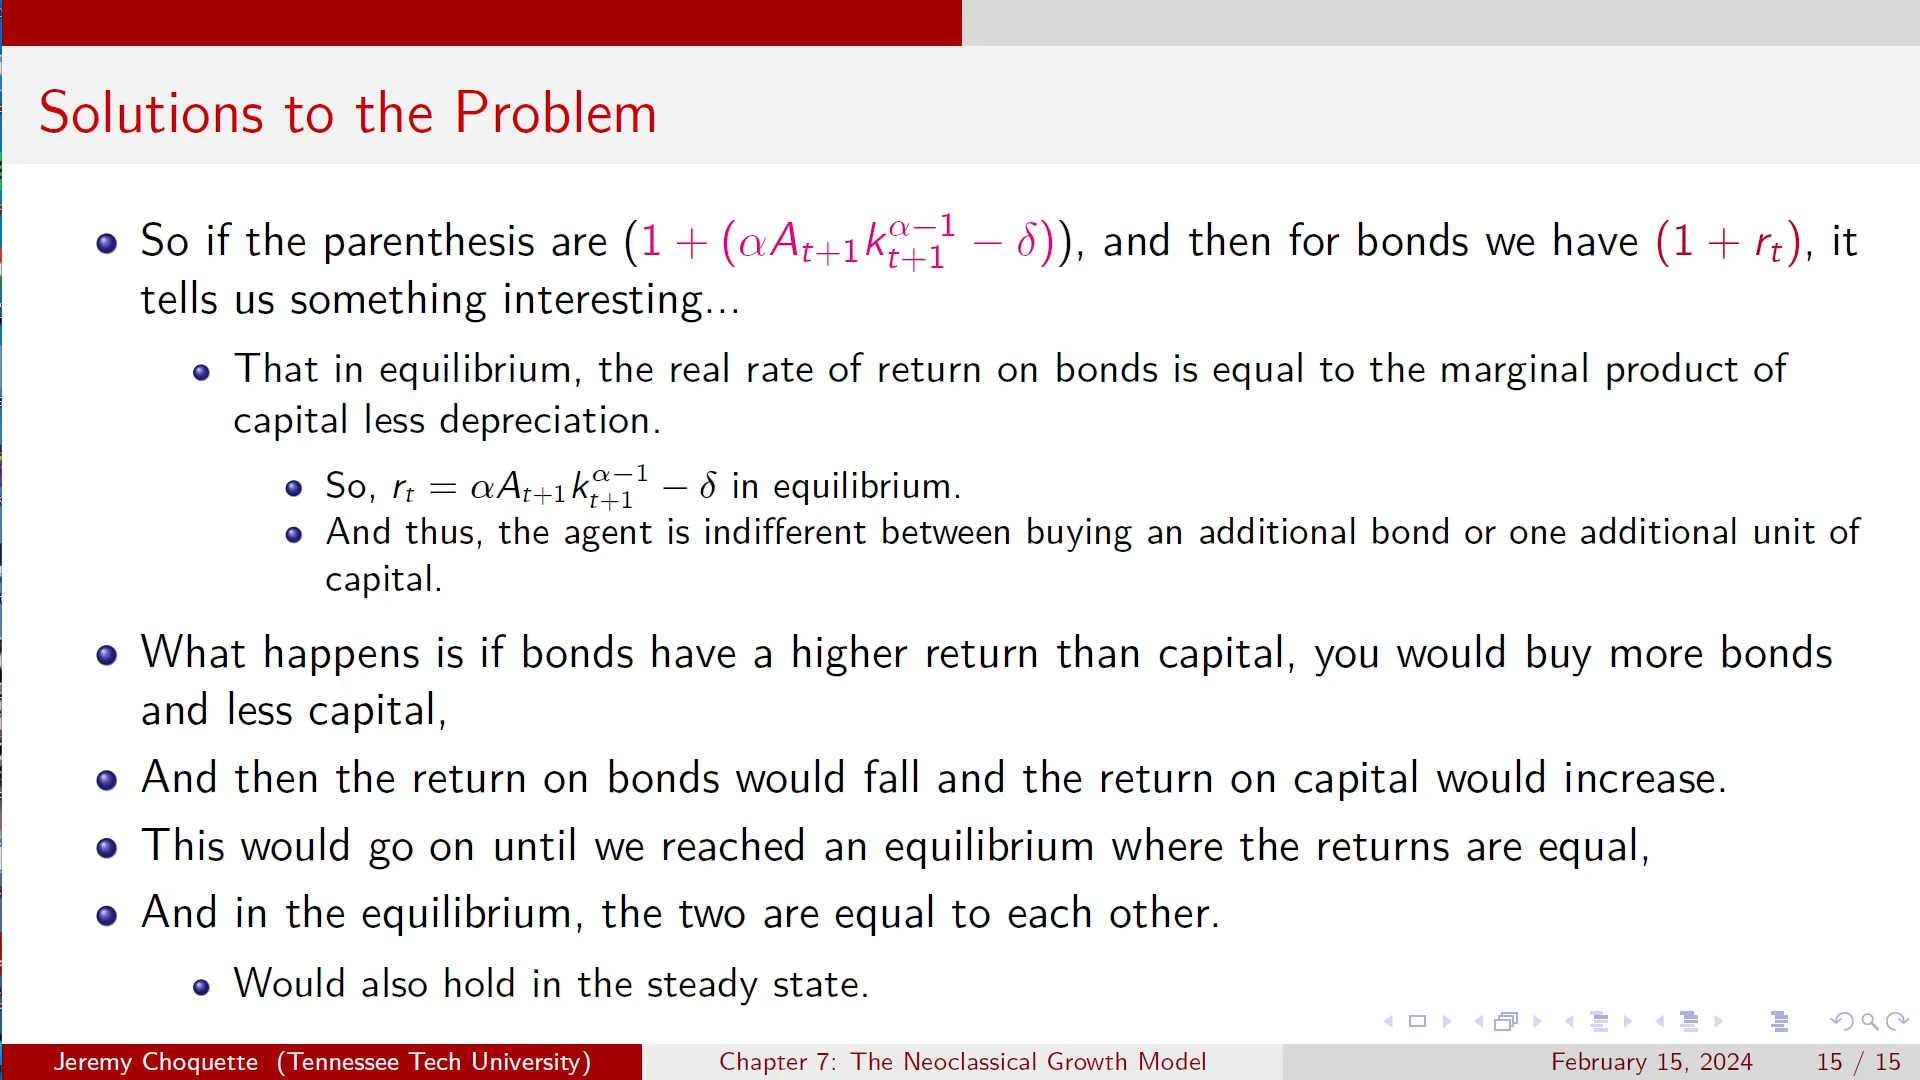 Solutions to the Problem
So if the parenthesis are (1 + (αA_{t+1}k_{t+1}^{α−1} − δ)), and then for bonds we have (1 + r_t), it
tells us something interesting...
That in equilibrium, the real rate of return on bonds is equal to the marginal product of
capital less depreciation.
So, r_t = αA_{t+1}k_{t+1}^{α−1} − δ in equilibrium.
And thus, the agent is indifferent between buying an additional bond or one additional unit of
capital.
What happens is if bonds have a higher return than capital, you would buy more bonds
and less capital,
And then the return on bonds would fall and the return on capital would increase.
This would go on until we reached an equilibrium where the returns are equal,
And in the equilibrium, the two are equal to each other.
Would also hold in the steady state.
Jeremy Choquette (Tennessee Tech University) Chapter 7: The Neoclassical Growth Model February 15, 2024 15 / 15